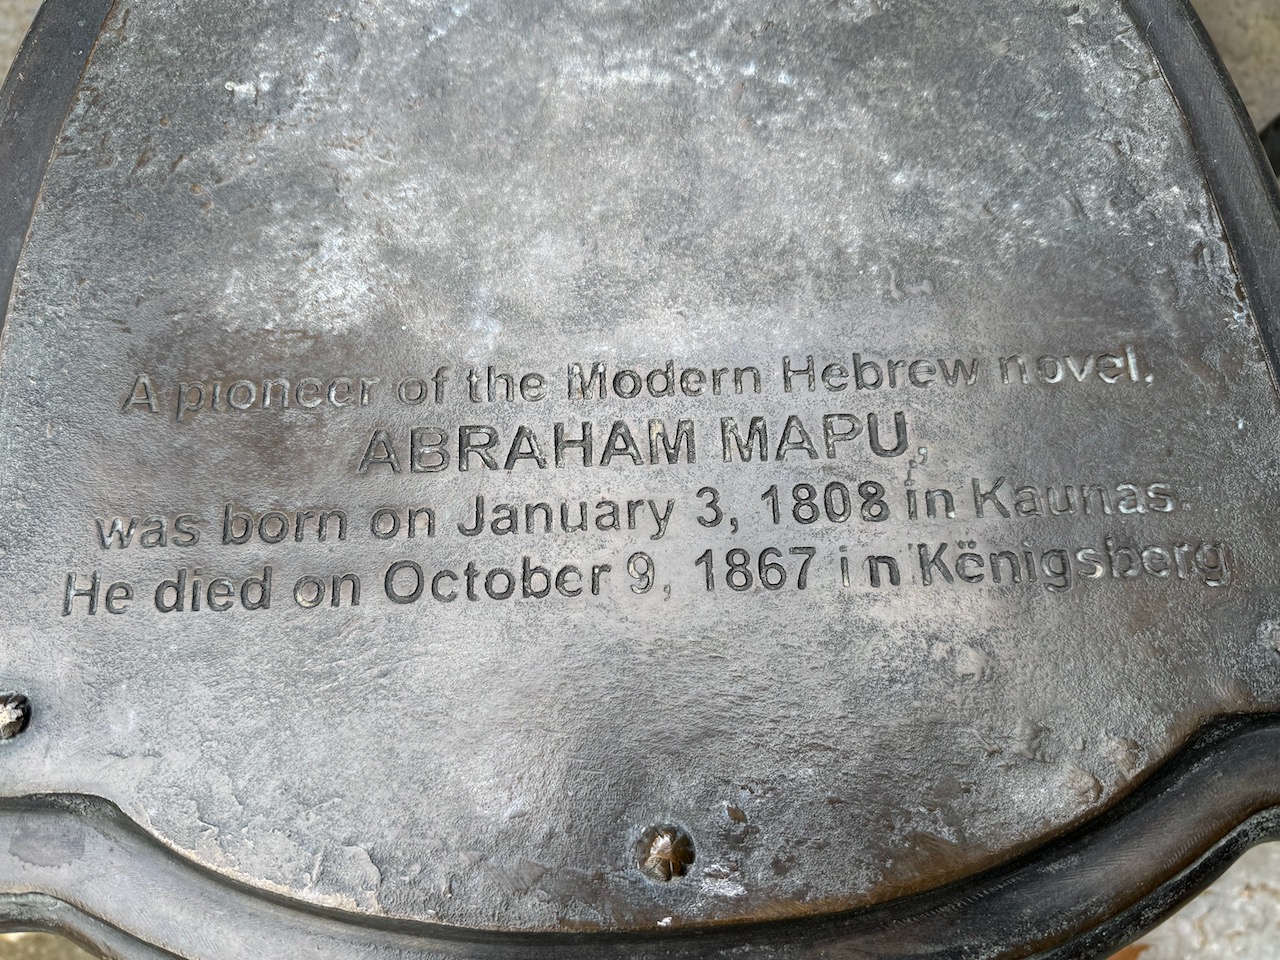 A pioneer of the Modern Hebrew novel.
ABRAHAM MAPU,
was born on January 3, 1808 in Kaunas.
He died on October 9, 1867 in Kënigsberg